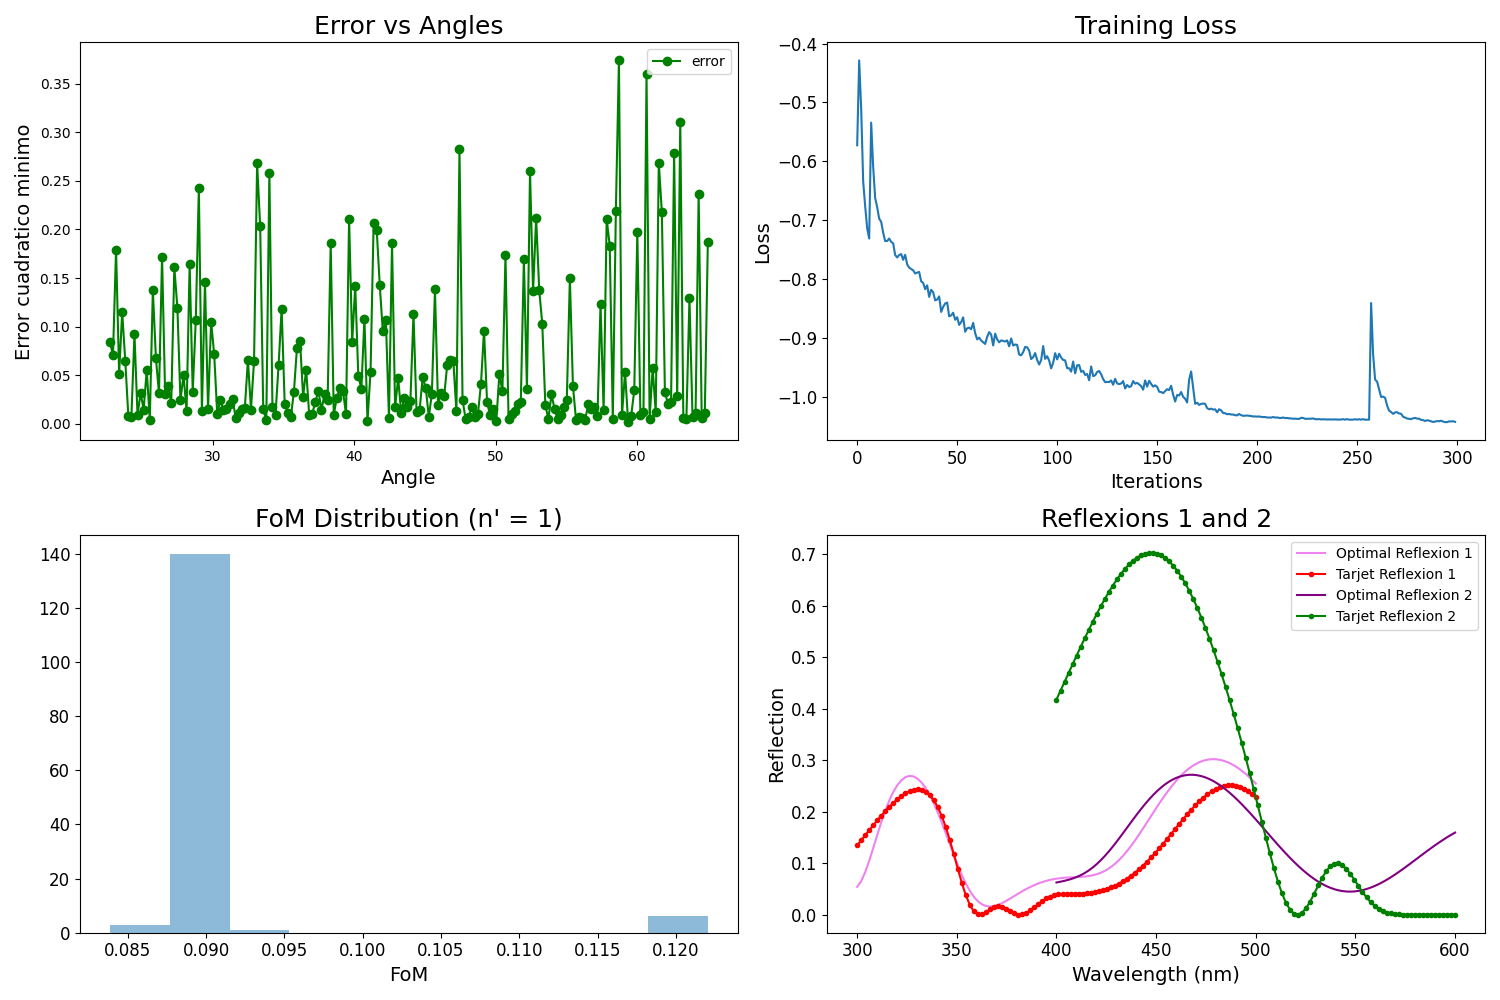 Error vs Angles
error
Error cuadratico minimo
0.35
0.30
0.25
0.20
0.15
0.10
0.05
0.00
30 40 50 60
Angle
Training Loss
Loss
−0.4
−0.5
−0.6
−0.7
−0.8
−0.9
−1.0
0 50 100 150 200 250 300
Iterations
FoM Distribution (n' = 1)
140
120
100
80
60
40
20
0
0.085 0.090 0.095 0.100 0.105 0.110 0.115 0.120
FoM
Reflexions 1 and 2
Optimal Reflexion 1
Tarjet Reflexion 1
Optimal Reflexion 2
Tarjet Reflexion 2
Reflection
0.7
0.6
0.5
0.4
0.3
0.2
0.1
0.0
300 350 400 450 500 550 600
Wavelength (nm)